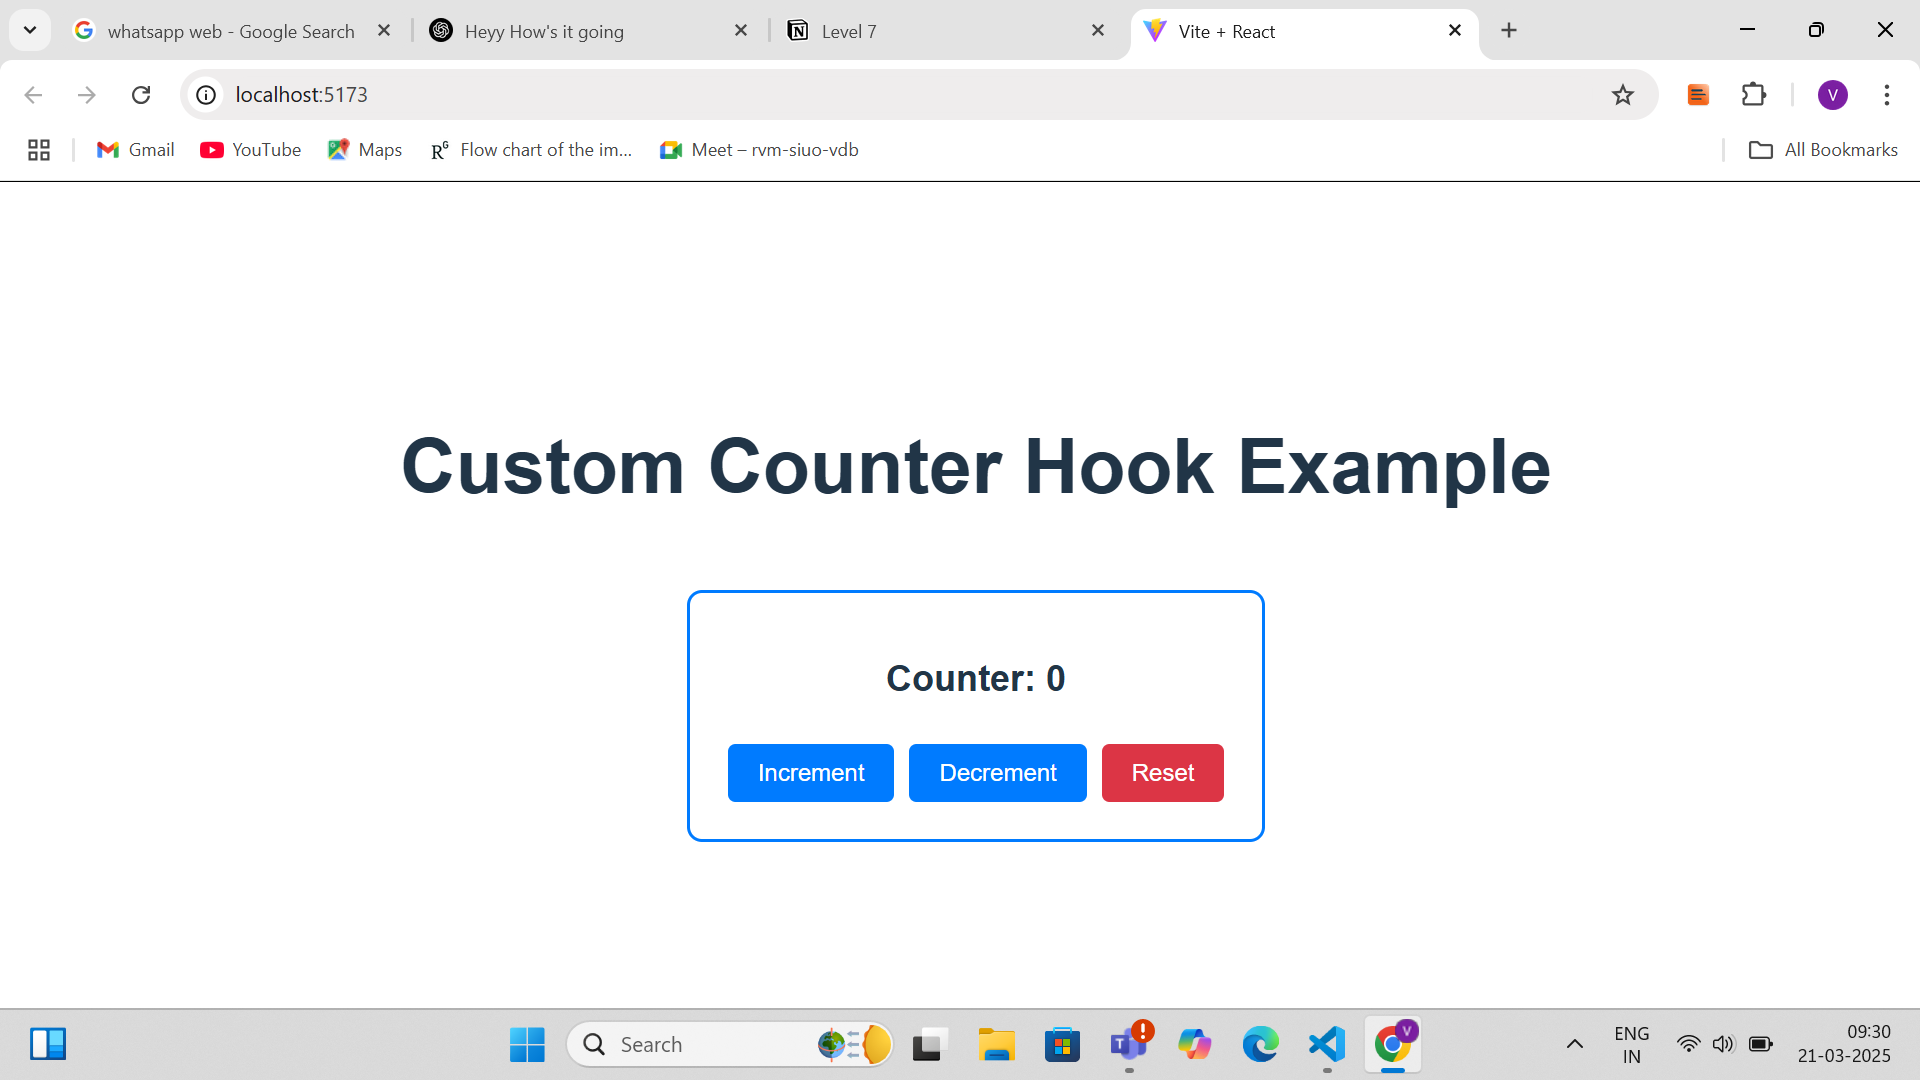 whatsapp web - Google Search
Heyy How's it going
Level 7
Vite + React
localhost:5173
V
Gmail
YouTube
Maps
RG Flow chart of the im...
Meet – rvm-siuo-vdb
All Bookmarks
Custom Counter Hook Example
Counter: 0
Increment
Decrement
Reset
Search
V
ENG
IN
09:30
21-03-2025